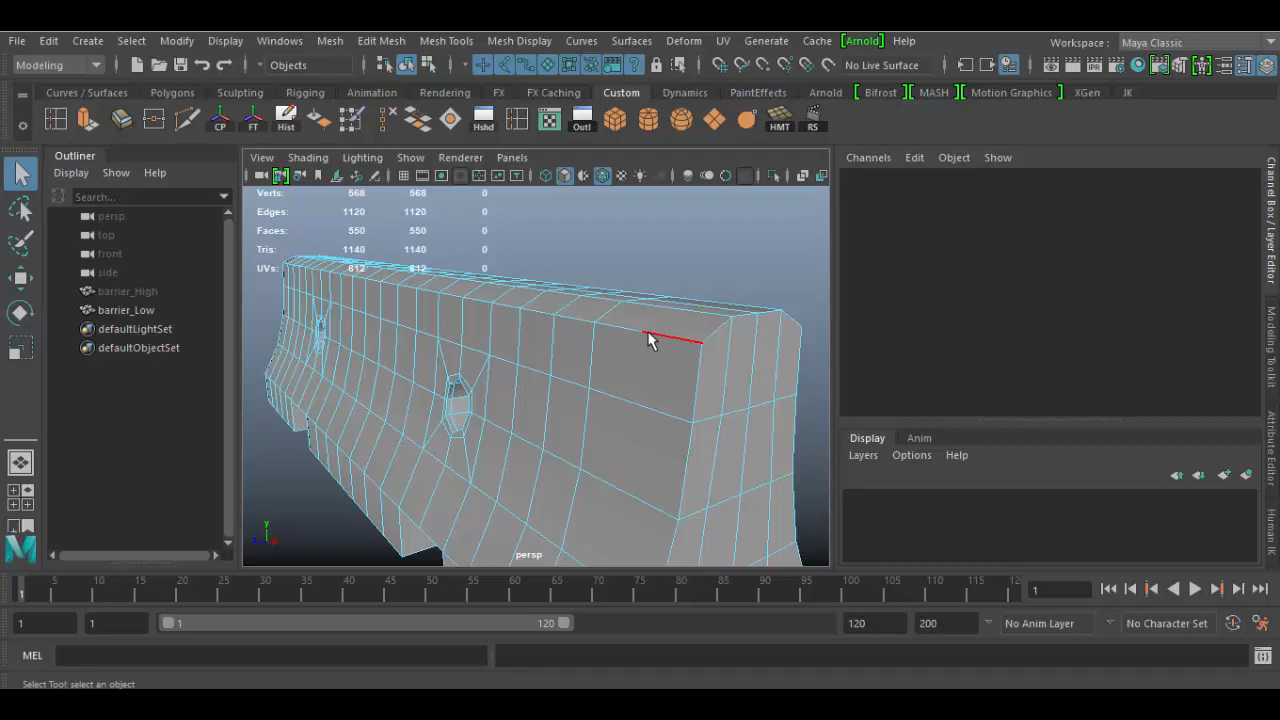 File Edit Create Select Modify Display Windows Mesh Edit Mesh Mesh Tools Mesh Display Curves Surfaces Deform UV Generate Cache [Arnold] Help Workspace : Maya Classic
Modeling Objects No Live Surface
Curves / Surfaces Polygons Sculpting Rigging Animation Rendering FX FX Caching Custom Dynamics PaintEffects Arnold Bifrost MASH Motion Graphics XGen JK
CP FT Hist Hshd Outl HMT RS
Outliner
Display Show Help
Search...
persp
top
front
side
barrier_High
barrier_Low
defaultLightSet
defaultObjectSet
View Shading Lighting Show Renderer Panels
Verts: 568 568 0
Edges: 1120 1120 0
Faces: 550 550 0
Tris: 1140 1140 0
UVs: 612 612 0
y
persp
Channels Edit Object Show
Display Anim
Layers Options Help
Channel Box / Layer Editor
Modeling Toolkit
Attribute Editor
Human IK
5 10 15 20 25 30 35 40 45 50 55 60 65 70 75 80 85 90 95 100 105 110 115 12
1
1
1 1 1 120 120 200 No Anim Layer No Character Set
MEL
Select Tool: select an object